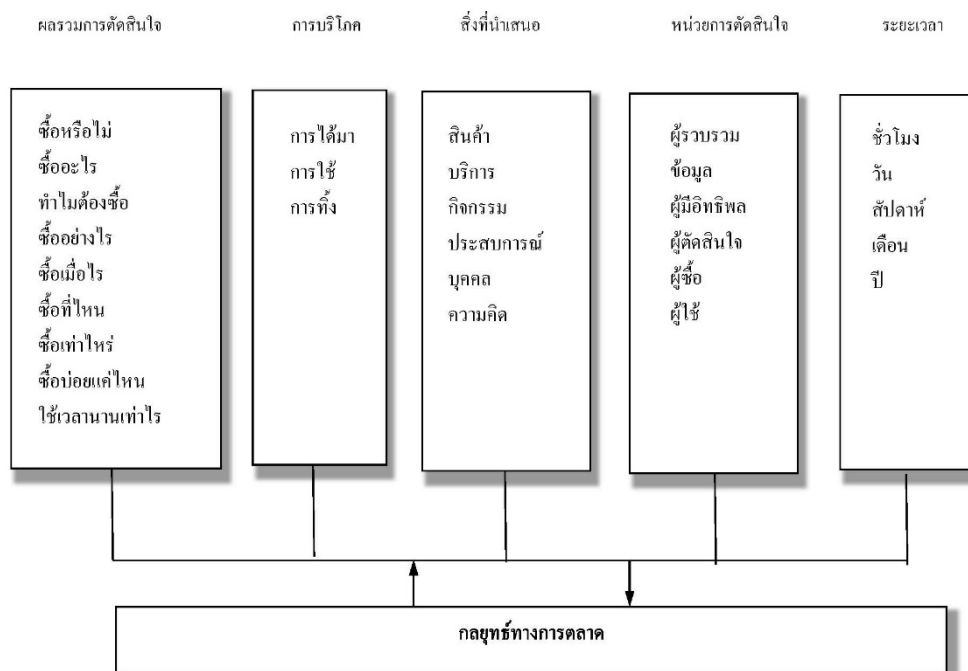 ผลรวมการตัดสินใจ
การบริโภค
สิ่งที่นำเสนอ
หน่วยการตัดสินใจ
ระยะเวลา
ซื้อหรือไม่
ซื้ออะไร
ทำไมต้องซื้อ
ซื้ออย่างไร
ซื้อเมื่อไร
ซื้อที่ไหน
ซื้อเท่าไหร่
ซื้อบ่อยแค่ไหน
ใช้เวลานานเท่าไร
การได้มา
การใช้
การทิ้ง
สินค้า
บริการ
กิจกรรม
ประสบการณ์
บุคคล
ความคิด
ผู้รวบรวม
ข้อมูล
ผู้มีอิทธิพล
ผู้ตัดสินใจ
ผู้ซื้อ
ผู้ใช้
ชั่วโมง
วัน
สัปดาห์
เดือน
ปี
กลยุทธ์ทางการตลาด